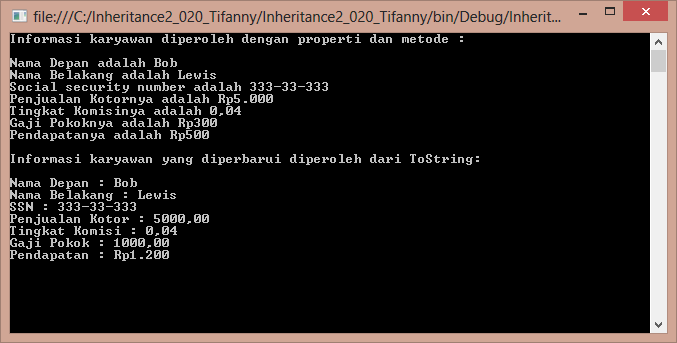 file:///C:/Inheritance2_020_Tifanny/Inheritance2_020_Tifanny/bin/Debug/Inherit...
Informasi karyawan diperoleh dengan properti dan metode :
Nama Depan adalah Bob
Nama Belakang adalah Lewis
Social security number adalah 333-33-333
Penjualan Kotornya adalah Rp5.000
Tingkat Komisinya adalah 0,04
Gaji Pokoknya adalah Rp300
Pendapatanya adalah Rp500
Informasi karyawan yang diperbarui diperoleh dari ToString:
Nama Depan : Bob
Nama Belakang : Lewis
SSN : 333-33-333
Penjualan Kotor : 5000,00
Tingkat Komisi : 0,04
Gaji Pokok : 1000,00
Pendapatan : Rp1.200